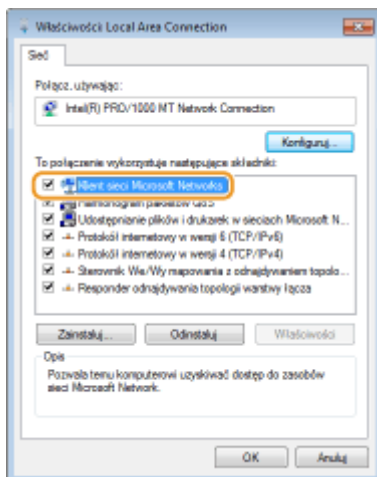 Właściwości Local Area Connection
Sieć
Połącz, używając:
Intel(R) PRO/1000 MT Network Connection
Konfiguruj...
To połączenie wykorzystuje następujące składniki:
Klient sieci Microsoft Networks
Harmonogram pakietów QoS
Udostępnianie plików i drukarek w sieciach Microsoft N...
Protokół internetowy w wersji 6 (TCP/IPv6)
Protokół internetowy w wersji 4 (TCP/IPv4)
Sterownik We/Wy mapowania z odnajdywaniem topolo...
Responder odnajdywania topologii warstwy łącza
Zainstaluj... Odinstaluj Właściwości
Opis
Pozwala temu komputerowi uzyskiwać dostęp do zasobów
sieci Microsoft Network.
OK Anuluj